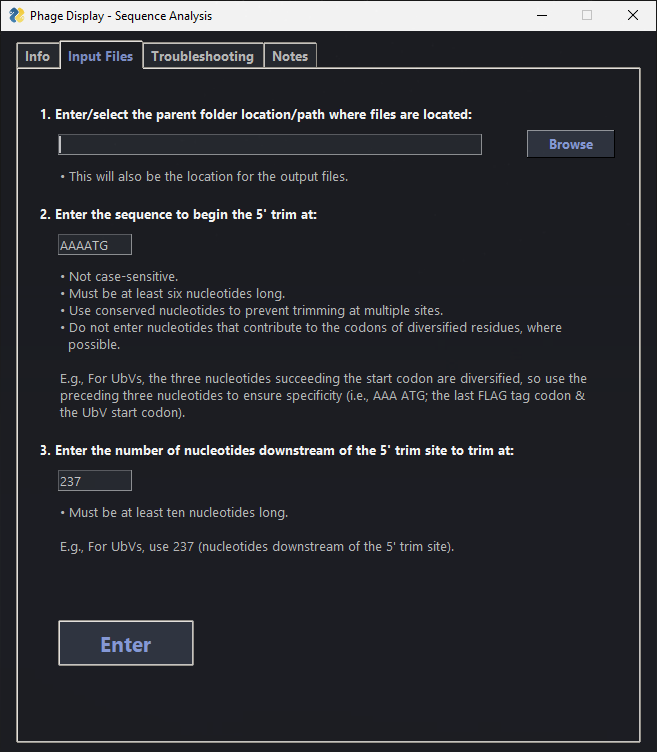 Phage Display - Sequence Analysis
Info
Input Files
Troubleshooting
Notes
1. Enter/select the parent folder location/path where files are located:
Browse
• This will also be the location for the output files.
2. Enter the sequence to begin the 5' trim at:
AAAATG
• Not case-sensitive.
• Must be at least six nucleotides long.
• Use conserved nucleotides to prevent trimming at multiple sites.
• Do not enter nucleotides that contribute to the codons of diversified residues, where
possible.
E.g., For UbVs, the three nucleotides succeeding the start codon are diversified, so use the
preceding three nucleotides to ensure specificity (i.e., AAA ATG; the last FLAG tag codon &
the UbV start codon).
3. Enter the number of nucleotides downstream of the 5' trim site to trim at:
237
• Must be at least ten nucleotides long.
E.g., For UbVs, use 237 (nucleotides downstream of the 5' trim site).
Enter